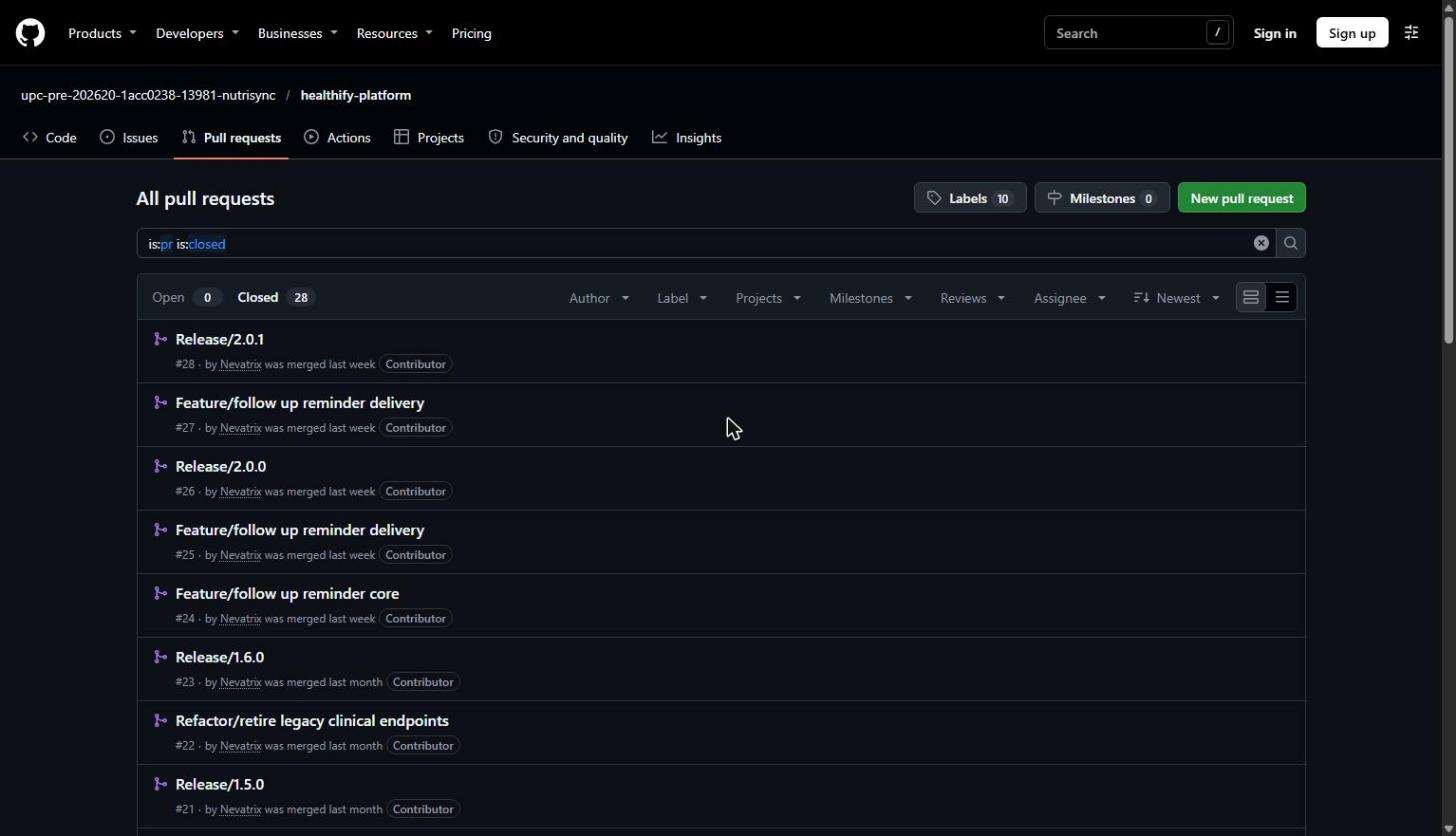 Products Developers Businesses Resources Pricing Search / Sign in Sign up
upc-pre-202620-1acc0238-13981-nutrisync / healthify-platform
Code Issues Pull requests Actions Projects Security and quality Insights
All pull requests Labels 10 Milestones 0 New pull request
is:pr is:closed
Open 0 Closed 28 Author Label Projects Milestones Reviews Assignee Newest
Release/2.0.1
#28 · by Nevatrix was merged last week Contributor
Feature/follow up reminder delivery
#27 · by Nevatrix was merged last week Contributor
Release/2.0.0
#26 · by Nevatrix was merged last week Contributor
Feature/follow up reminder delivery
#25 · by Nevatrix was merged last week Contributor
Feature/follow up reminder core
#24 · by Nevatrix was merged last week Contributor
Release/1.6.0
#23 · by Nevatrix was merged last month Contributor
Refactor/retire legacy clinical endpoints
#22 · by Nevatrix was merged last month Contributor
Release/1.5.0
#21 · by Nevatrix was merged last month Contributor